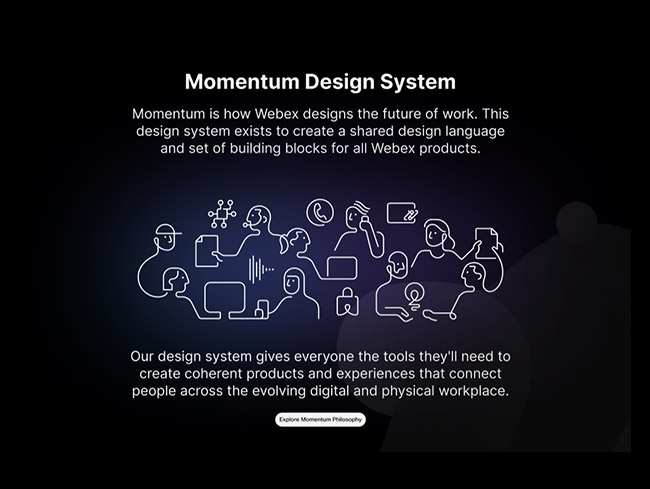 Momentum Design System
Momentum is how Webex designs the future of work. This
design system exists to create a shared design language
and set of building blocks for all Webex products.
Our design system gives everyone the tools they'll need to
create coherent products and experiences that connect
people across the evolving digital and physical workplace.
Explore Momentum Philosophy